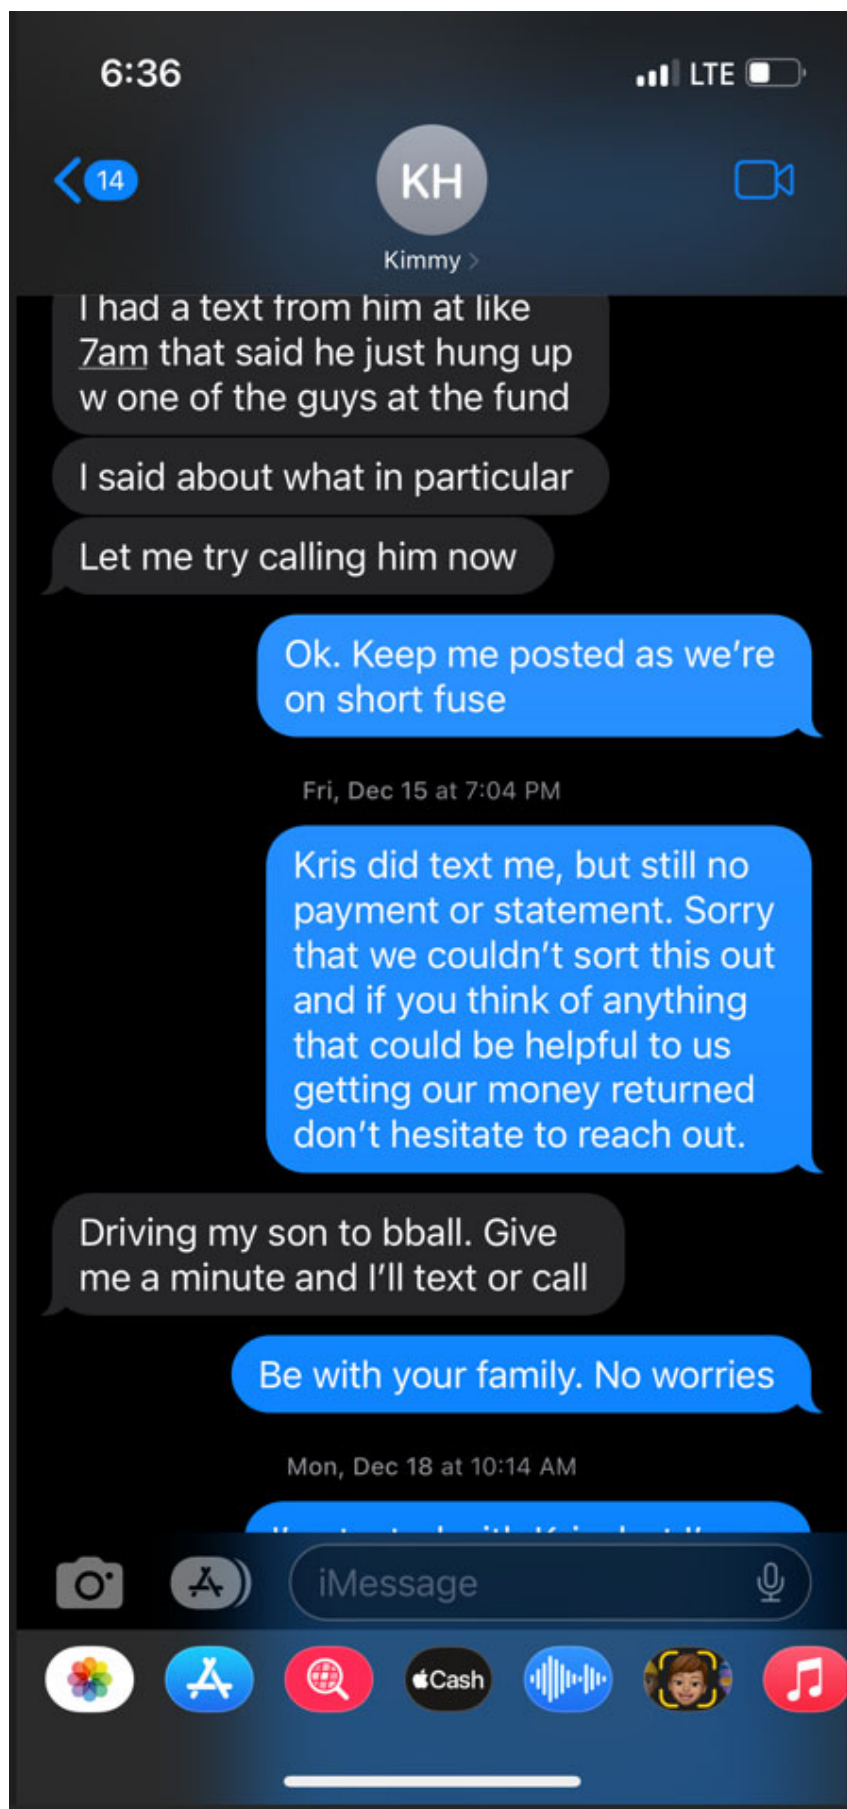 6:36
LTE
14
KH
Kimmy
I had a text from him at like
7am that said he just hung up
w one of the guys at the fund
I said about what in particular
Let me try calling him now
Ok. Keep me posted as we're
on short fuse
Fri, Dec 15 at 7:04 PM
Kris did text me, but still no
payment or statement. Sorry
that we couldn't sort this out
and if you think of anything
that could be helpful to us
getting our money returned
don't hesitate to reach out.
Driving my son to bball. Give
me a minute and I'll text or call
Be with your family. No worries
Mon, Dec 18 at 10:14 AM
iMessage
Cash